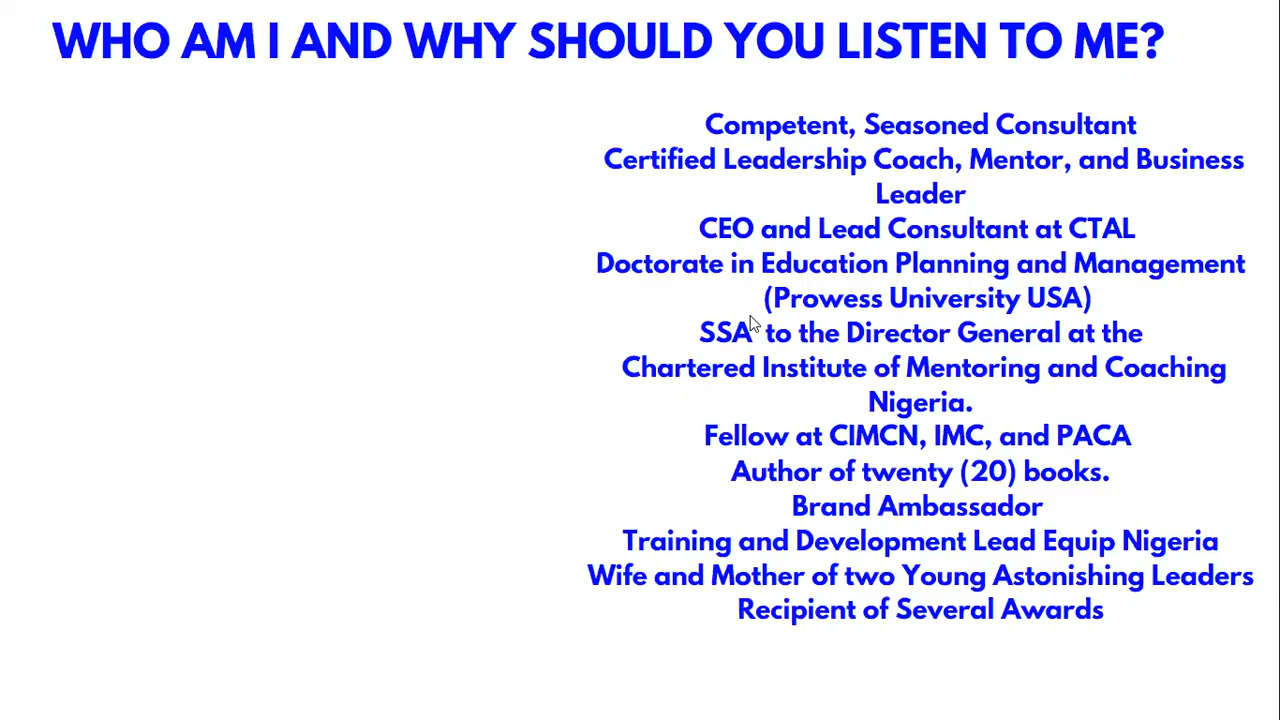 WHO AM I AND WHY SHOULD YOU LISTEN TO ME?
Competent, Seasoned Consultant
Certified Leadership Coach, Mentor, and Business
Leader
CEO and Lead Consultant at CTAL
Doctorate in Education Planning and Management
(Prowess University USA)
SSA to the Director General at the
Chartered Institute of Mentoring and Coaching
Nigeria.
Fellow at CIMCN, IMC, and PACA
Author of twenty (20) books.
Brand Ambassador
Training and Development Lead Equip Nigeria
Wife and Mother of two Young Astonishing Leaders
Recipient of Several Awards